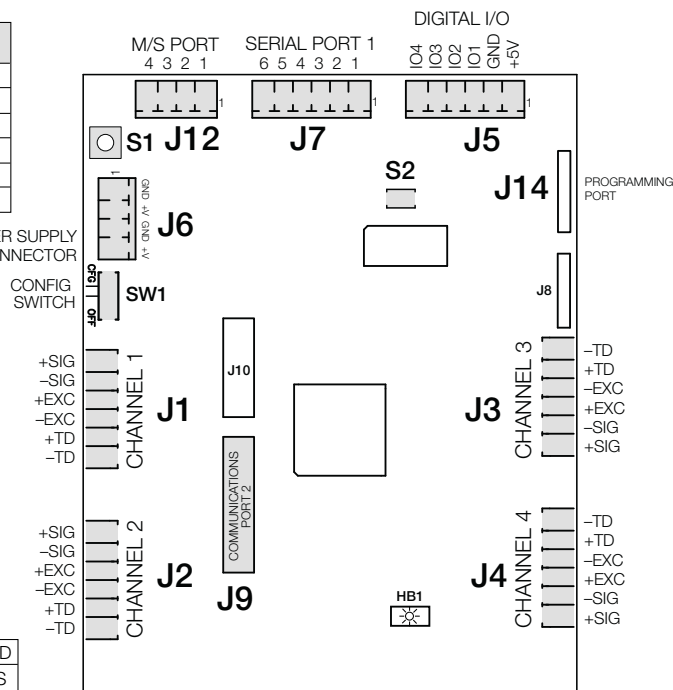 DIGITAL I/O
M/S PORT
SERIAL PORT 1
4 3 2 1
6 5 4 3 2 1
IO4 IO3 IO2 IO1 GND +5V
1
1
1
S1 J12
J7
J5
S2
J14
PROGRAMMING
PORT
1
GND +V GND +V
J6
ER SUPPLY
NNECTOR
CONFIG
SWITCH
CFG
OFF
SW1
J8
J10
+SIG
–SIG
+EXC
–EXC
+TD
–TD
CHANNEL 1
J1
J3
CHANNEL 3
–TD
+TD
–EXC
+EXC
–SIG
+SIG
COMMUNICATIONS
PORT 2
J9
+SIG
–SIG
+EXC
–EXC
+TD
–TD
CHANNEL 2
J2
HB1
J4
CHANNEL 4
–TD
+TD
–EXC
+EXC
–SIG
+SIG
D
S